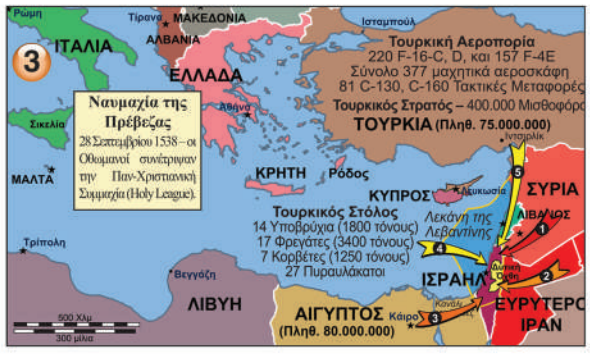 3
Ρώμη
ΙΤΑΛΙΑ
Τίρανα
ΜΑΚΕΔΟΝΙΑ
ΑΛΒΑΝΙΑ
ΕΛΛΑΔΑ
Αθήνα
Ισταμπούλ
Τουρκική Αεροπορία
220 F-16-C, D, και 157 F-4E
Σύνολο 377 μαχητικά αεροσκάφη
81 C-130, C-160 Τακτικές Μεταφορές
Τουρκικός Στρατός – 400.000 Μισθοφόρο
ΤΟΥΡΚΙΑ (Πληθ. 75.000.000)
Ιντσιρλίκ
Σικελία
ΜΑΛΤΑ
Ναυμαχία της
Πρέβεζας
28 Σεπτεμβρίου 1538 – οι
Οθωμανοί συνέτριψαν
την Παν-Χριστιανική
Συμμαχία (Holy League).
ΚΡΗΤΗ
Ρόδος
ΚΥΠΡΟΣ
Λευκωσία
ΣΥΡΙΑ
ΛΙΒΑΝΟΣ
Λεκάνη της
Λεβαντίνης
Τουρκικός Στόλος
14 Υποβρύχια (1800 τόνους)
17 Φρεγάτες (3400 τόνους)
7 Κορβέτες (1250 τόνους)
27 Πυραυλάκατοι
5
1
4
2
3
Δυτική
Όχθη
ΙΣΡΑΗΛ
Τρίπολη
Βεγγάζη
ΛΙΒΥΗ
ΑΙΓΥΠΤΟΣ
(Πληθ. 80.000.000)
Κάιρο
Κανάλι
ΕΥΡΥΤΕΡΟ
ΙΡΑΝ
500 Χλμ
300 μίλια